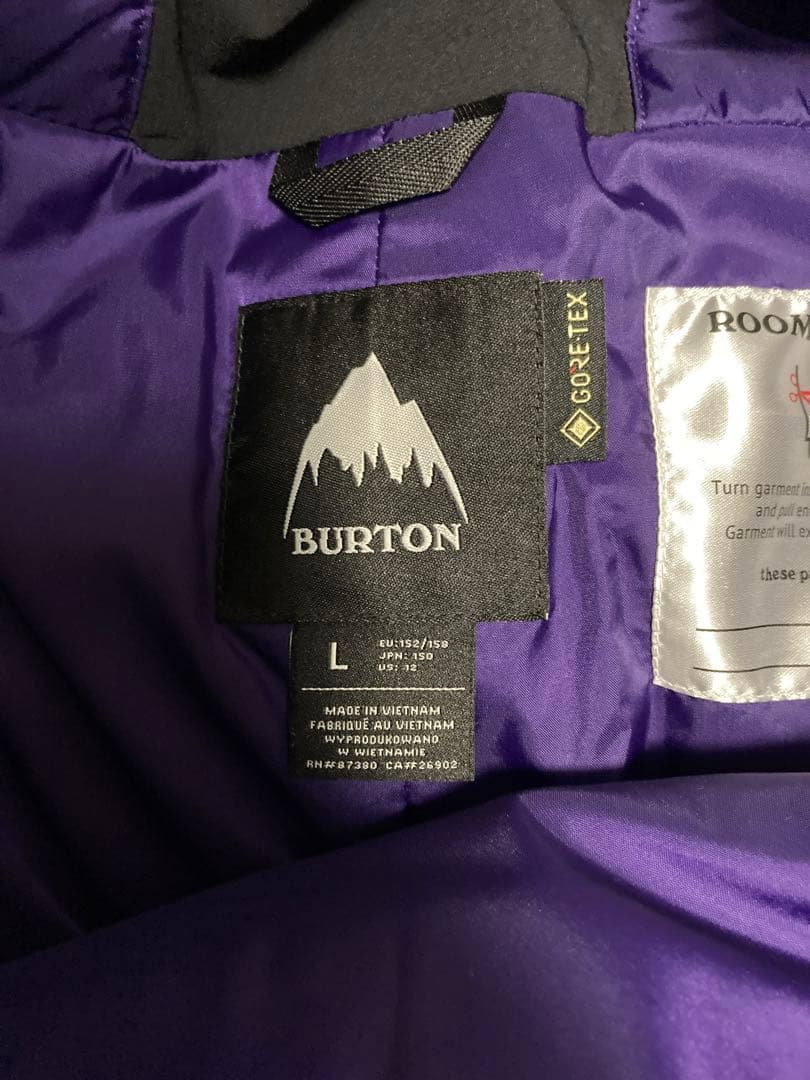 GORE-TEX
BURTON
L
EU:152/158
JPN: 150
US: 12
MADE IN VIETNAM
FABRIQUÉ AU VIETNAM
WYPRODUKOWANO
W WIETNAMIE
RN#87380 CA#26902
ROOM
Turn garment in
and pull en
Garment will ex
these p